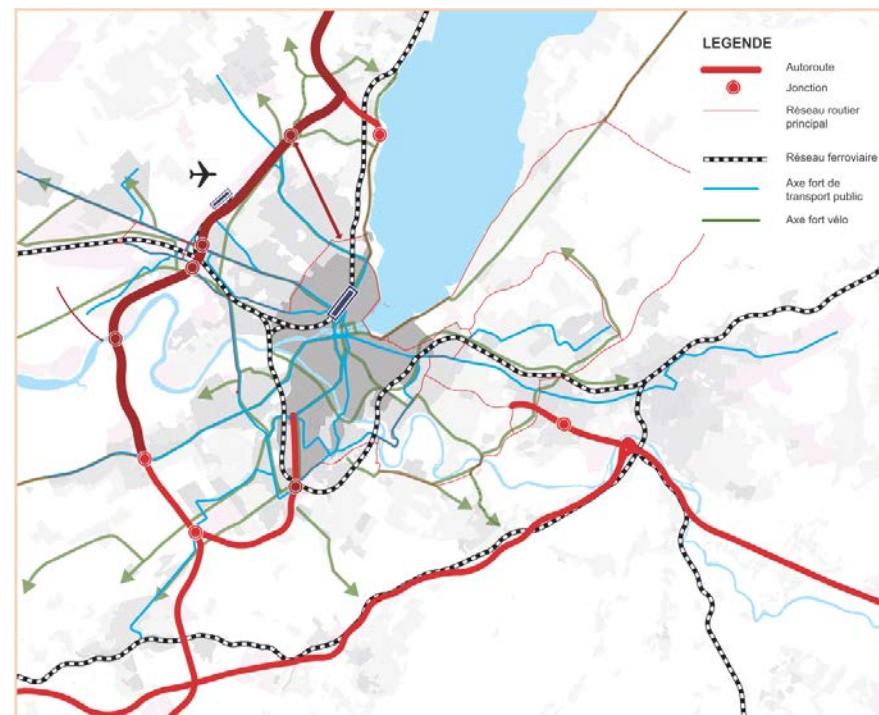 LEGENDE
Autoroute
Jonction
Réseau routier
principal
Réseau ferroviaire
Axe fort de
transport public
Axe fort vélo